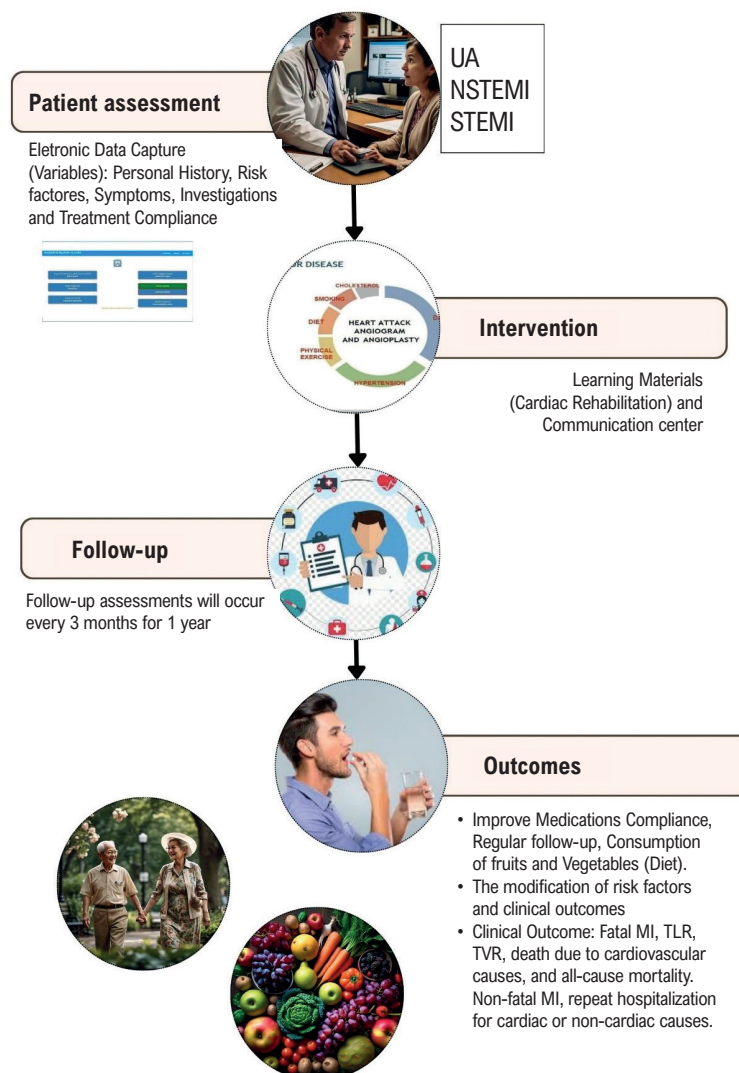 UA
NSTEMI
STEMI
Patient assessment
Eletronic Data Capture
(Variables): Personal History, Risk
factores, Symptoms, Investigations
and Treatment Compliance
UR DISEASE
CHOLESTEROL
SMOKING
DIET
PHYSICAL
EXERCISE
HYPERTENSION
HEART ATTACK
ANGIOGRAM
AND ANGIOPLASTY
Intervention
Learning Materials
(Cardiac Rehabilitation) and
Communication center
Follow-up
Follow-up assessments will occur
every 3 months for 1 year
Outcomes
• Improve Medications Compliance,
Regular follow-up, Consumption
of fruits and Vegetables (Diet).
• The modification of risk factors
and clinical outcomes
• Clinical Outcome: Fatal MI, TLR,
TVR, death due to cardiovascular
causes, and all-cause mortality.
Non-fatal MI, repeat hospitalization
for cardiac or non-cardiac causes.